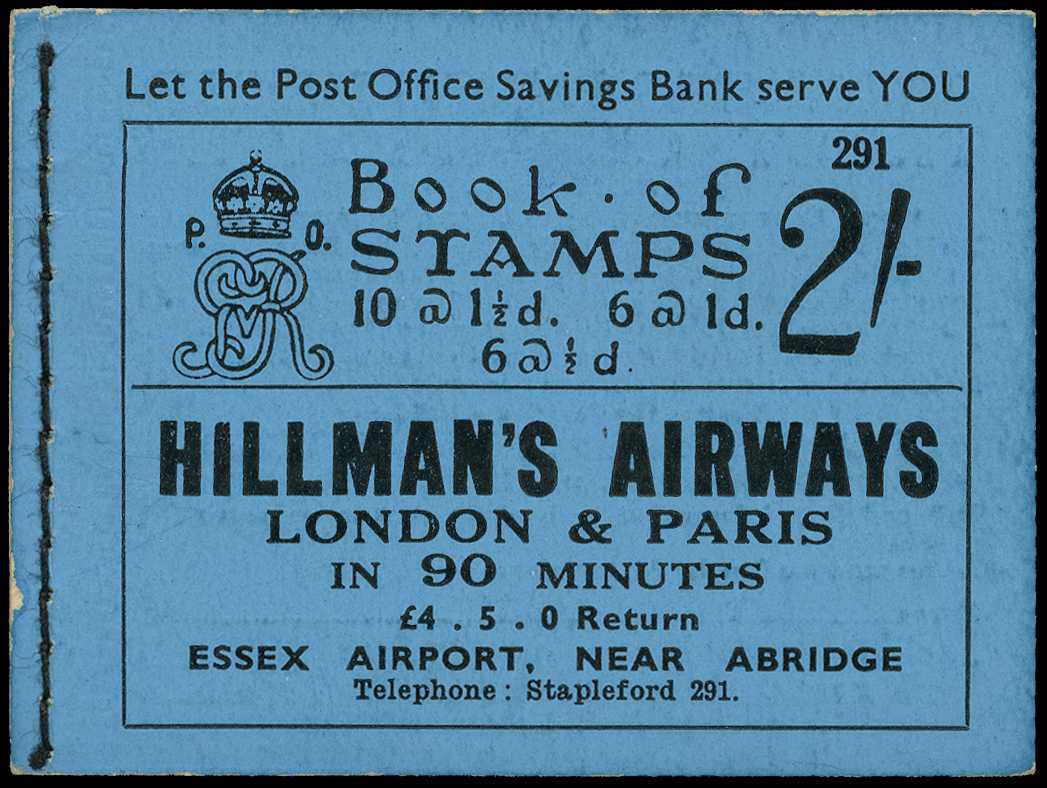 Let the Post Office Savings Bank serve YOU
291
P. O.
GRV
Book · of
STAMPS
2/-
10 @ 1½d. 6 @ 1d.
6 @ ½d.
HILLMAN'S AIRWAYS
LONDON & PARIS
IN 90 MINUTES
£4 . 5 . 0 Return
ESSEX AIRPORT, NEAR ABRIDGE
Telephone : Stapleford 291.